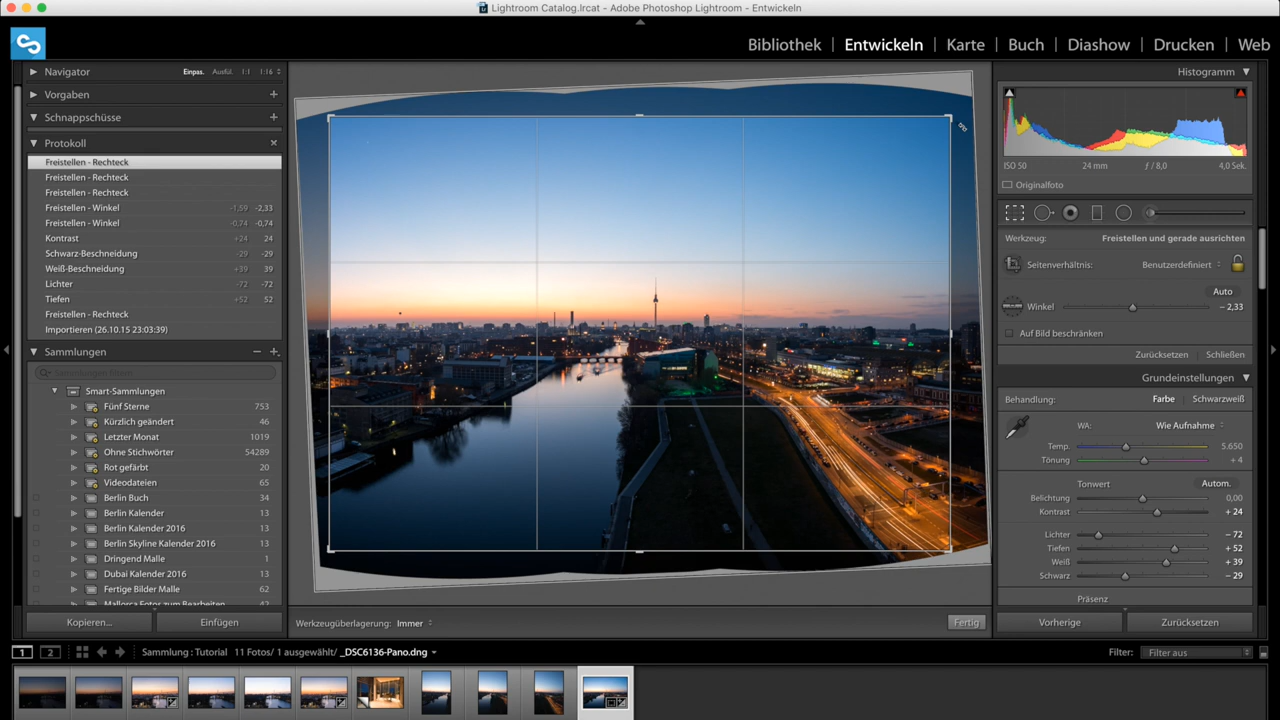 Lightroom Catalog.lrcat - Adobe Photoshop Lightroom - Entwickeln
Bibliothek | Entwickeln | Karte | Buch | Diashow | Drucken | Web
Navigator Einpas. Ausfül. 1:1 1:16
Vorgaben
Schnappschüsse
Protokoll
Freistellen - Rechteck
Freistellen - Rechteck
Freistellen - Rechteck
Freistellen - Winkel -1,59 -2,33
Freistellen - Winkel -0,74 -0,74
Kontrast +24 24
Schwarz-Beschneidung -29 -29
Weiß-Beschneidung +39 39
Lichter -72 -72
Tiefen +52 52
Freistellen - Rechteck
Importieren (26.10.15 23:03:39)
Sammlungen
Sammlungen filtern
Smart-Sammlungen
Fünf Sterne 753
Kürzlich geändert 46
Letzter Monat 1019
Ohne Stichwörter 54289
Rot gefärbt 20
Videodateien 65
Berlin Buch 34
Berlin Kalender 13
Berlin Kalender 2016 13
Berlin Skyline Kalender 2016 13
Dringend Malle 1
Dubai Kalender 2016 13
Fertige Bilder Malle 62
Mallorca Fotos zum Bearbeiten 42
Kopieren... Einfügen
Werkzeugüberlagerung: Immer
Fertig
Histogramm
ISO 50 24 mm f / 8,0 4,0 Sek.
Originalfoto
Werkzeug: Freistellen und gerade ausrichten
Seitenverhältnis: Benutzerdefiniert
Auto
Winkel - 2,33
Auf Bild beschränken
Zurücksetzen Schließen
Grundeinstellungen
Behandlung: Farbe Schwarzweiß
WA: Wie Aufnahme
Temp. 5.650
Tönung + 4
Tonwert Autom.
Belichtung 0,00
Kontrast + 24
Lichter - 72
Tiefen + 52
Weiß + 39
Schwarz - 29
Präsenz
Vorherige Zurücksetzen
1 2 Sammlung : Tutorial 11 Fotos/ 1 ausgewählt/ _DSC6136-Pano.dng Filter: Filter aus